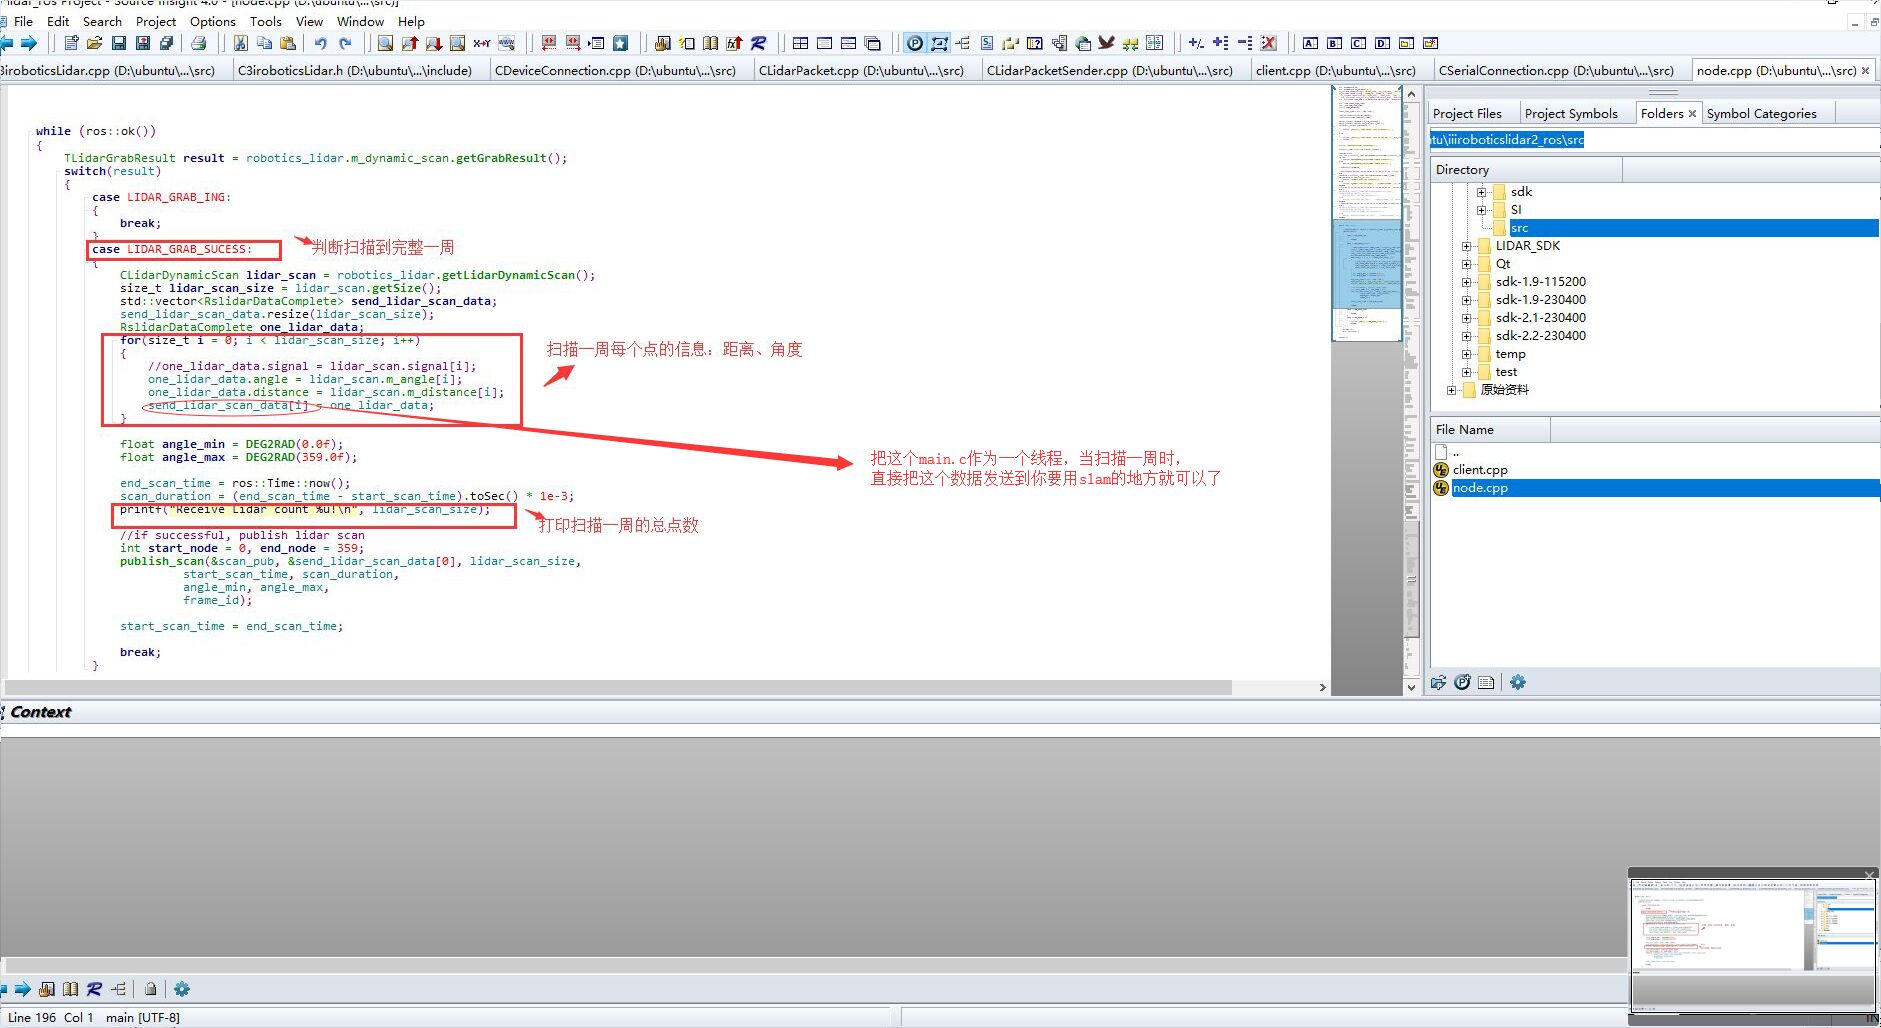 lidar_ros Project - Source Insight 4.0 - [node.cpp (D:\ubuntu\...\src)]
File Edit Search Project Options Tools View Window Help
3iroboticsLidar.cpp (D:\ubuntu\...\src) C3iroboticsLidar.h (D:\ubuntu\...\include) CDeviceConnection.cpp (D:\ubuntu\...\src) CLidarPacket.cpp (D:\ubuntu\...\src) CLidarPacketSender.cpp (D:\ubuntu\...\src) client.cpp (D:\ubuntu\...\src) CSerialConnection.cpp (D:\ubuntu\...\src) node.cpp (D:\ubuntu\...\src)
while (ros::ok())
{
TLidarGrabResult result = robotics_lidar.m_dynamic_scan.getGrabResult();
switch(result)
{
case LIDAR_GRAB_ING:
{
break;
}
case LIDAR_GRAB_SUCESS:
判断扫描到完整一周
{
CLidarDynamicScan lidar_scan = robotics_lidar.getLidarDynamicScan();
size_t lidar_scan_size = lidar_scan.getSize();
std::vector<RslidarDataComplete> send_lidar_scan_data;
send_lidar_scan_data.resize(lidar_scan_size);
RslidarDataComplete one_lidar_data;
for(size_t i = 0; i < lidar_scan_size; i++)
扫描一周每个点的信息：距离、角度
{
//one_lidar_data.signal = lidar_scan.signal[i];
one_lidar_data.angle = lidar_scan.m_angle[i];
one_lidar_data.distance = lidar_scan.m_distance[i];
send_lidar_scan_data[i] = one_lidar_data;
}
float angle_min = DEG2RAD(0.0f);
float angle_max = DEG2RAD(359.0f);
把这个main.c作为一个线程，当扫描一周时，
直接把这个数据发送到你要用slam的地方就可以了
end_scan_time = ros::Time::now();
scan_duration = (end_scan_time - start_scan_time).toSec() * 1e-3;
printf("Receive Lidar count %u!\n", lidar_scan_size);
打印扫描一周的总点数
//if successful, publish lidar scan
int start_node = 0, end_node = 359;
publish_scan(&scan_pub, &send_lidar_scan_data[0], lidar_scan_size,
start_scan_time, scan_duration,
angle_min, angle_max,
frame_id);
start_scan_time = end_scan_time;
break;
}
Project Files Project Symbols Folders Symbol Categories
tu\iiiroboticslidar2_ros\src
Directory
sdk
SI
src
LIDAR_SDK
Qt
sdk-1.9-115200
sdk-1.9-230400
sdk-2.1-230400
sdk-2.2-230400
temp
test
原始资料
File Name
..
client.cpp
node.cpp
Context
Line 196 Col 1 main [UTF-8]
IN